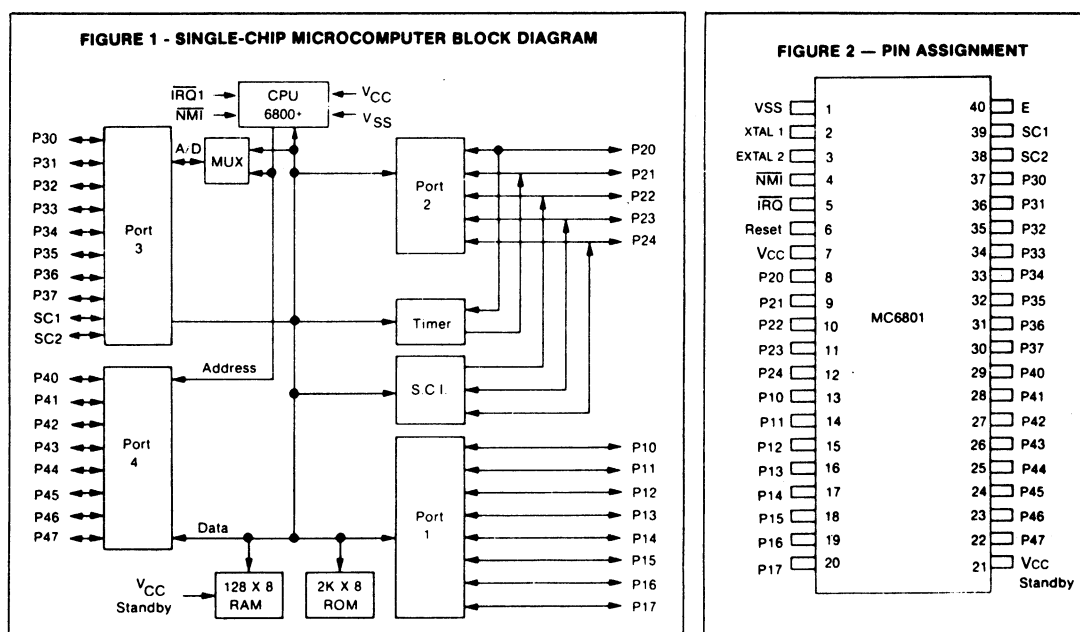 FIGURE 1 - SINGLE-CHIP MICROCOMPUTER BLOCK DIAGRAM
IRQ1
NMI
CPU
6800+
VCC
VSS
P30
P31
P32
P33
P34
P35
P36
P37
SC1
SC2
Port
3
A/D
MUX
Port
2
P20
P21
P22
P23
P24
Timer
S.C.I.
Address
P40
P41
P42
P43
P44
P45
P46
P47
Port
4
Data
Port
1
P10
P11
P12
P13
P14
P15
P16
P17
VCC
Standby
128 X 8
RAM
2K X 8
ROM
FIGURE 2 — PIN ASSIGNMENT
VSS 1 40 E
XTAL 1 2 39 SC1
EXTAL 2 3 38 SC2
NMI 4 37 P30
IRQ 5 36 P31
Reset 6 35 P32
VCC 7 34 P33
P20 8 33 P34
P21 9 32 P35
MC6801
P22 10 31 P36
P23 11 30 P37
P24 12 29 P40
P10 13 28 P41
P11 14 27 P42
P12 15 26 P43
P13 16 25 P44
P14 17 24 P45
P15 18 23 P46
P16 19 22 P47
P17 20 21 VCC
Standby